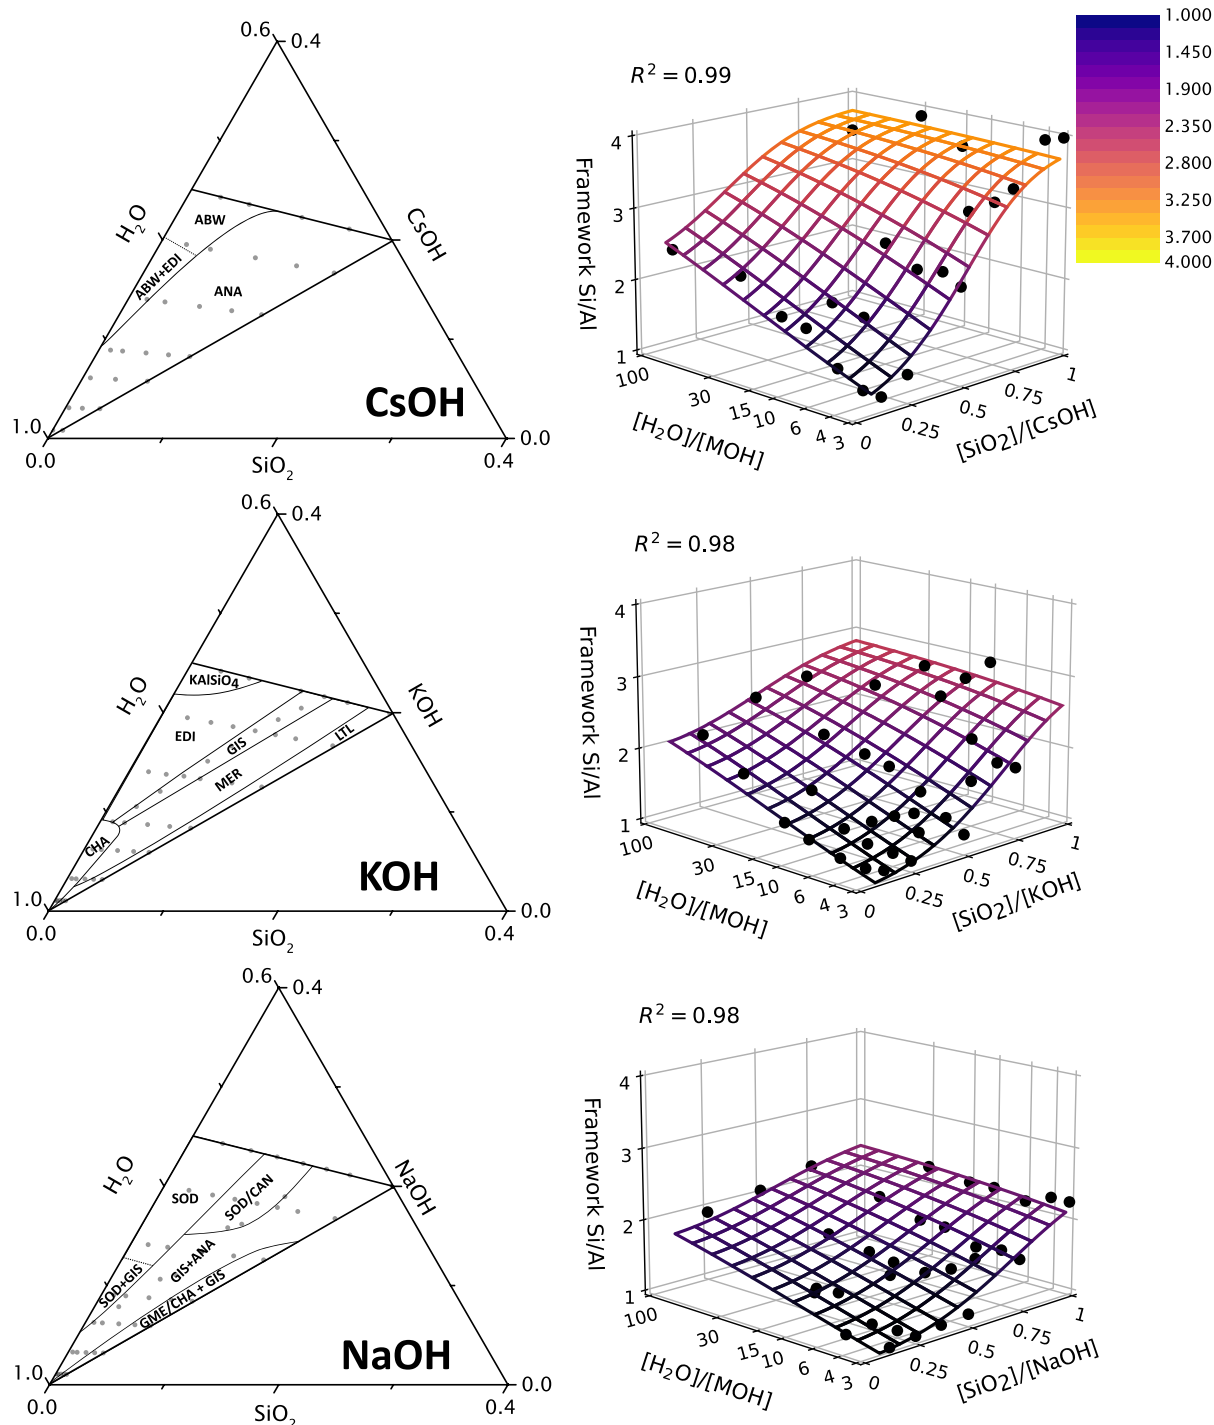 0.6
0.4
H2O
CsOH
ABW
ABW+EDI
ANA
CsOH
1.0
0.0
0.0
SiO2
0.4
R² = 0.99
Framework Si/Al
4
3
2
1
100
30
15
10
6
4
3
[H2O]/[MOH]
0
0.25
0.5
0.75
1
[SiO2]/[CsOH]
1.000
1.450
1.900
2.350
2.800
3.250
3.700
4.000
0.6
0.4
H2O
KOH
KAlSiO4
EDI
GIS
MER
LTL
CHA
KOH
1.0
0.0
0.0
SiO2
0.4
R² = 0.98
Framework Si/Al
4
3
2
1
100
30
15
10
6
4
3
[H2O]/[MOH]
0
0.25
0.5
0.75
1
[SiO2]/[KOH]
0.6
0.4
H2O
NaOH
SOD
SOD/CAN
SOD+GIS
GIS+ANA
GME/CHA + GIS
NaOH
1.0
0.0
0.0
SiO2
0.4
R² = 0.98
Framework Si/Al
4
3
2
1
100
30
15
10
6
4
3
[H2O]/[MOH]
0
0.25
0.5
0.75
1
[SiO2]/[NaOH]